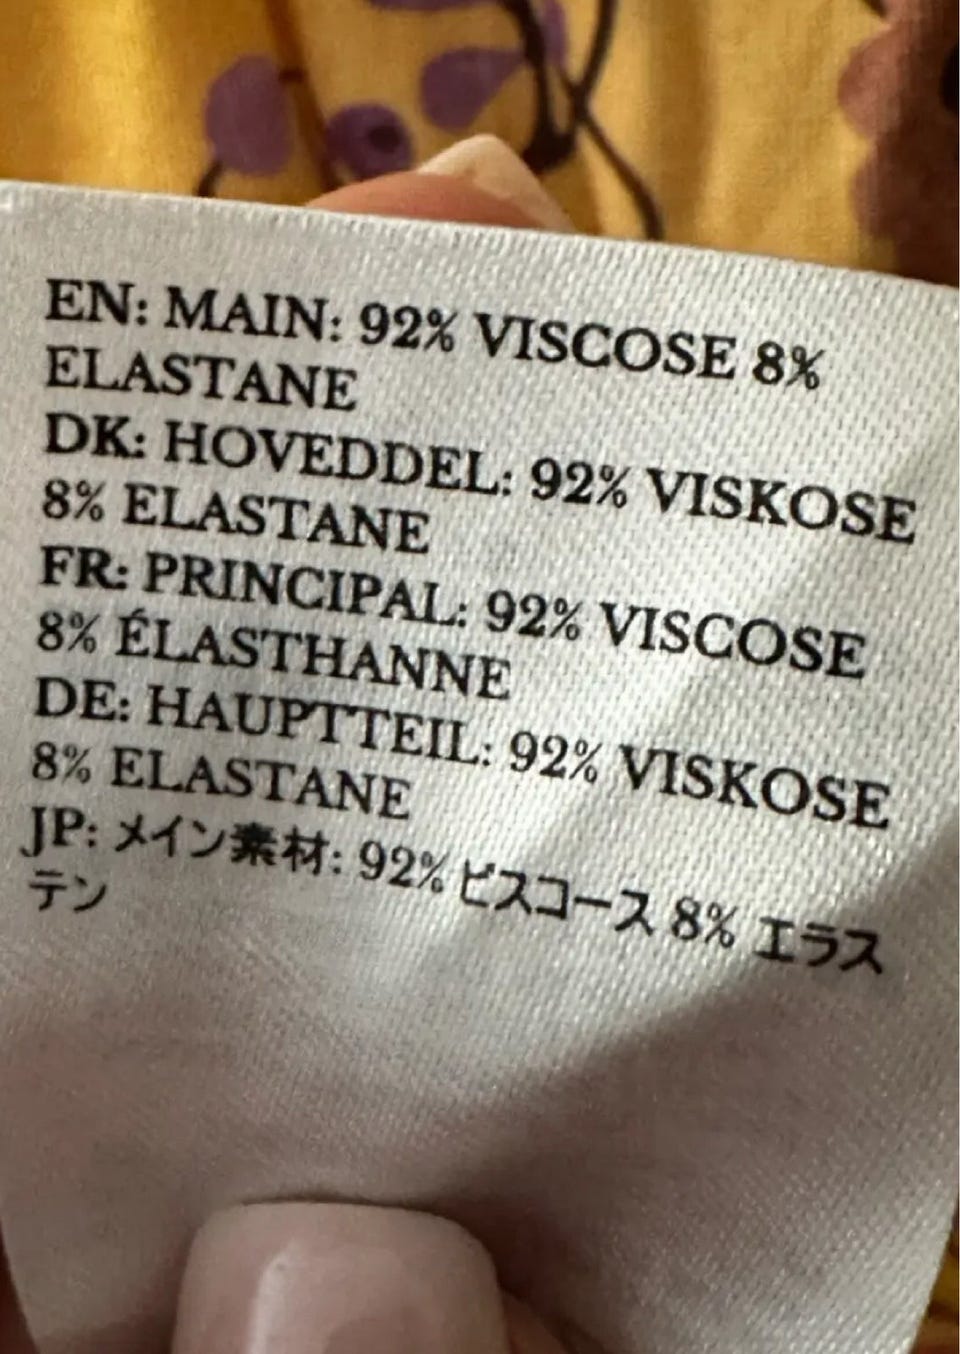 EN: MAIN: 92% VISCOSE 8%
ELASTANE
DK: HOVEDDEL: 92% VISKOSE
8% ELASTANE
FR: PRINCIPAL: 92% VISCOSE
8% ÉLASTHANNE
DE: HAUPTTEIL: 92% VISKOSE
8% ELASTANE
JP: メイン素材: 92% ビスコース 8% エラス
テン